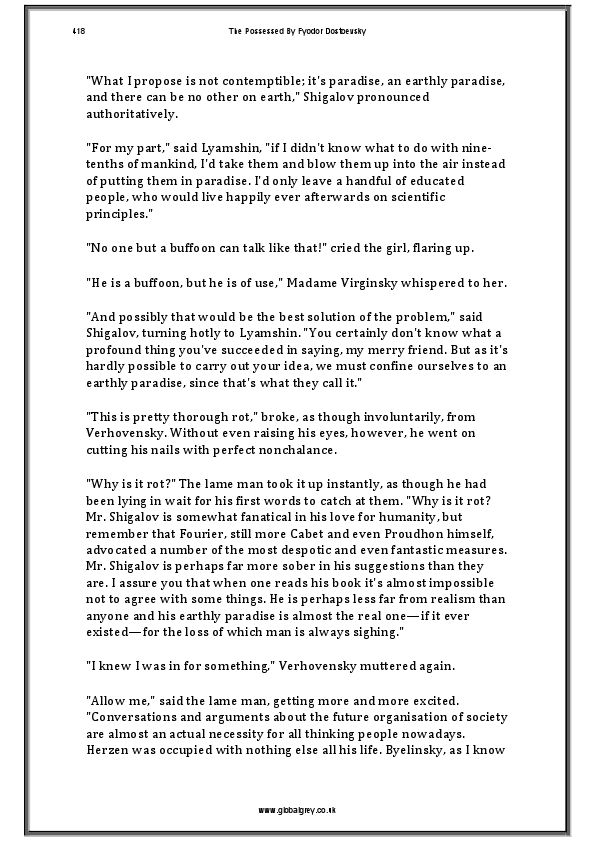 418
The Possessed By Fyodor Dostoevsky
"What I propose is not contemptible; it's paradise, an earthly paradise,
and there can be no other on earth," Shigalov pronounced
authoritatively.
"For my part," said Lyamshin, "if I didn't know what to do with nine-
tenths of mankind, I'd take them and blow them up into the air instead
of putting them in paradise. I'd only leave a handful of educated
people, who would live happily ever afterwards on scientific
principles."
"No one but a buffoon can talk like that!" cried the girl, flaring up.
"He is a buffoon, but he is of use," Madame Virginsky whispered to her.
"And possibly that would be the best solution of the problem," said
Shigalov, turning hotly to Lyamshin. "You certainly don't know what a
profound thing you've succeeded in saying, my merry friend. But as it's
hardly possible to carry out your idea, we must confine ourselves to an
earthly paradise, since that's what they call it."
"This is pretty thorough rot," broke, as though involuntarily, from
Verhovensky. Without even raising his eyes, however, he went on
cutting his nails with perfect nonchalance.
"Why is it rot?" The lame man took it up instantly, as though he had
been lying in wait for his first words to catch at them. "Why is it rot?
Mr. Shigalov is somewhat fanatical in his love for humanity, but
remember that Fourier, still more Cabet and even Proudhon himself,
advocated a number of the most despotic and even fantastic measures.
Mr. Shigalov is perhaps far more sober in his suggestions than they
are. I assure you that when one reads his book it's almost impossible
not to agree with some things. He is perhaps less far from realism than
anyone and his earthly paradise is almost the real one—if it ever
existed—for the loss of which man is always sighing."
"I knew I was in for something," Verhovensky muttered again.
"Allow me," said the lame man, getting more and more excited.
"Conversations and arguments about the future organisation of society
are almost an actual necessity for all thinking people nowadays.
Herzen was occupied with nothing else all his life. Byelinsky, as I know
www.globalgrey.co.uk